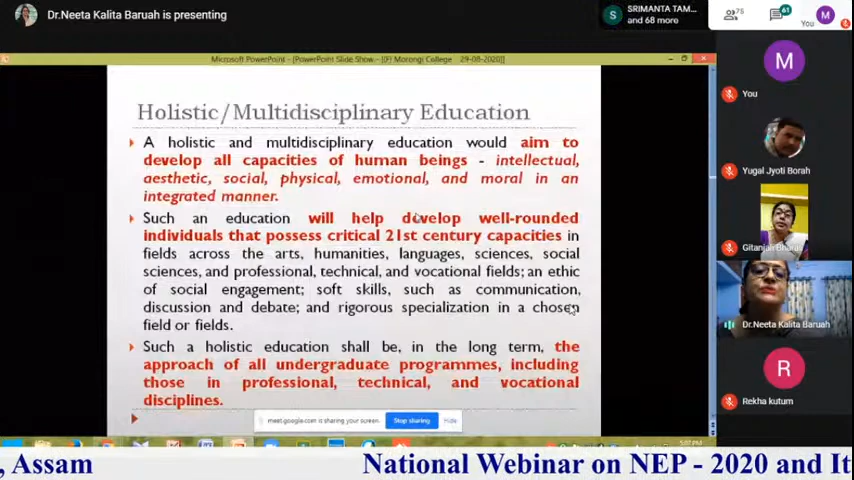 Dr.Neeta Kalita Baruah is presenting
S
SRIMANTA TAM...
and 68 more
75
61
You
M
Microsoft PowerPoint - [PowerPoint Slide Show - [(F) Morongi College 29-08-2020]]
Holistic/Multidisciplinary Education
A holistic and multidisciplinary education would aim to
develop all capacities of human beings - intellectual,
aesthetic, social, physical, emotional, and moral in an
integrated manner.
Such an education will help develop well-rounded
individuals that possess critical 21st century capacities in
fields across the arts, humanities, languages, sciences, social
sciences, and professional, technical, and vocational fields; an ethic
of social engagement; soft skills, such as communication,
discussion and debate; and rigorous specialization in a chosen
field or fields.
Such a holistic education shall be, in the long term, the
approach of all undergraduate programmes, including
those in professional, technical, and vocational
disciplines.
meet.google.com is sharing your screen.
Stop sharing
Hide
5:07 PM
M
You
Yugal Jyoti Borah
Gitanjali Bharali
Dr.Neeta Kalita Baruah
R
Rekha kutum
, Assam
National Webinar on NEP - 2020 and It